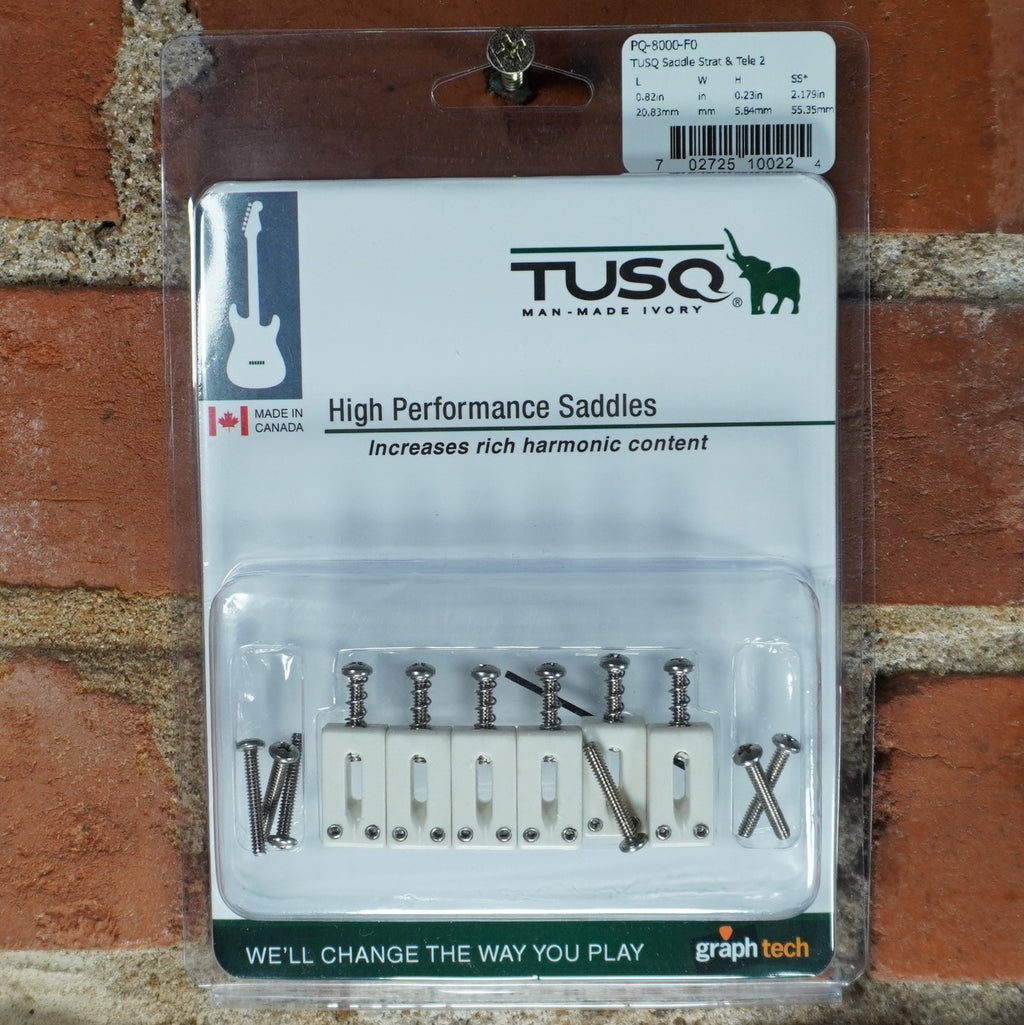 PQ-8000-F0
TUSQ Saddle Strat & Tele 2
L W H SS*
0.82in in 0.23in 2.179in
20.83mm mm 5.84mm 55.35mm
7 02725 10022 4
TUSQ®
MAN-MADE IVORY
MADE IN
CANADA
High Performance Saddles
Increases rich harmonic content
WE'LL CHANGE THE WAY YOU PLAY
graph tech